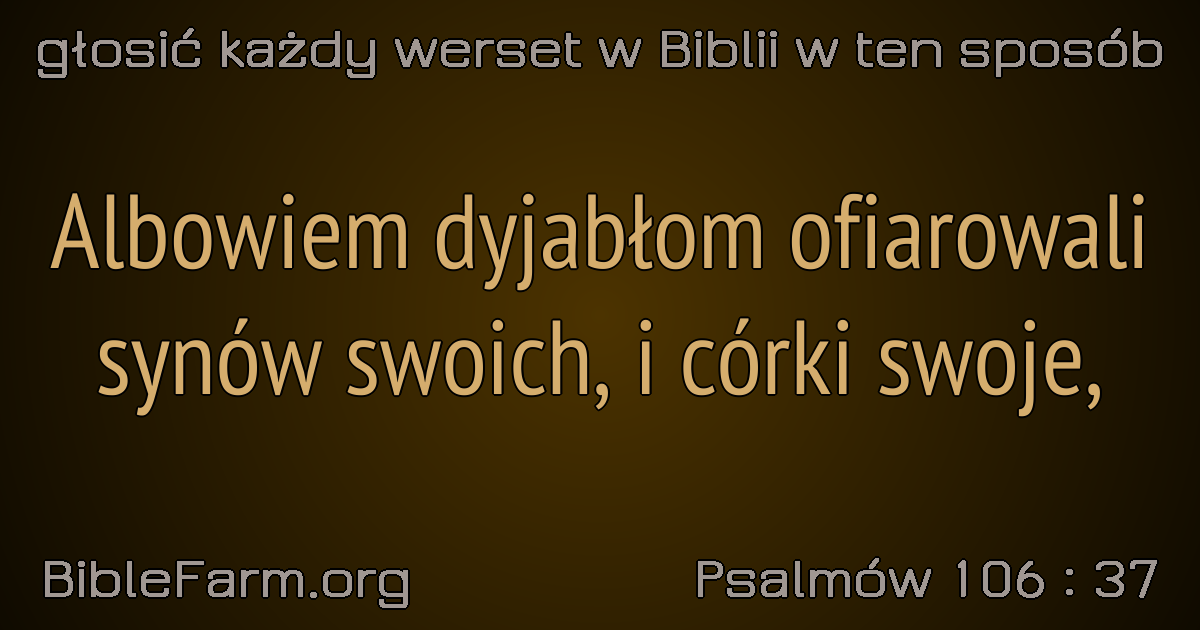 głosić każdy werset w Biblii w ten sposób
Albowiem dyjabłom ofiarowali
synów swoich, i córki swoje,
BibleFarm.org
Psalmów 106 : 37